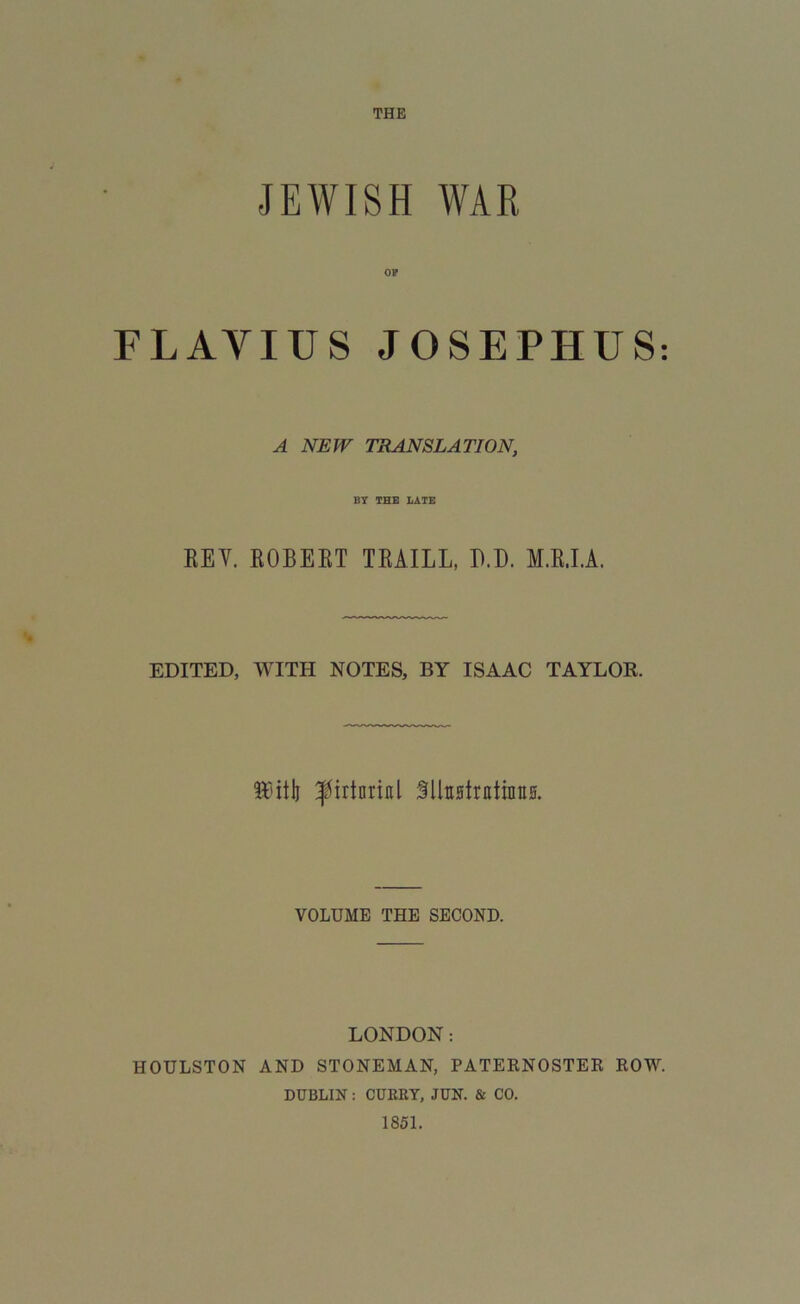 THE
JEWISH WAR
OF
FLAVIUS JOSEPHUS:
A NEW TRANSLATION,
BY THE LATE
REV. ROBERT TRAILL, D.D. M.R.I.A.
EDITED, WITH NOTES, BY ISAAC TAYLOR.
With Pictorial Illustrations.
VOLUME THE SECOND.
LONDON:
HOULSTON AND STONEMAN, PATERNOSTER ROW.
DUBLIN: CURRY, JUN. & CO.
1851.